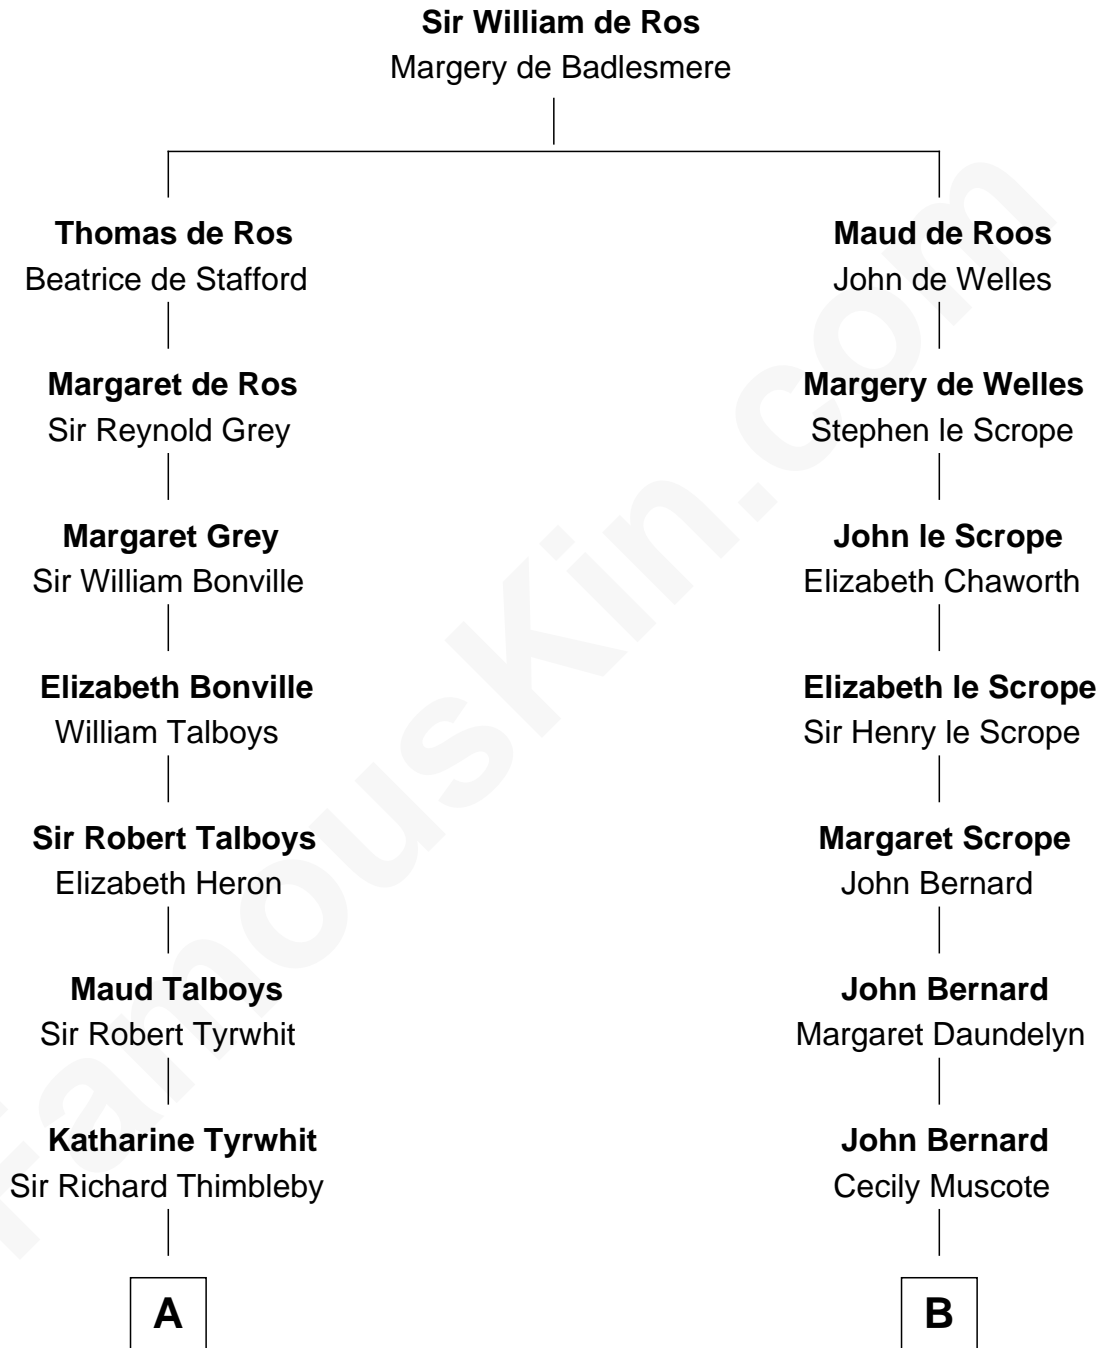 Sir William de Ros
Margery de Badlesmere
Thomas de Ros
Beatrice de Stafford
Maud de Roos
John de Welles
Margaret de Ros
Sir Reynold Grey
Margery de Welles
Stephen le Scrope
Margaret Grey
Sir William Bonville
John le Scrope
Elizabeth Chaworth
Elizabeth Bonville
William Talboys
Elizabeth le Scrope
Sir Henry le Scrope
Sir Robert Talboys
Elizabeth Heron
Margaret Scrope
John Bernard
Maud Talboys
Sir Robert Tyrwhit
John Bernard
Margaret Daundelyn
Katharine Tyrwhit
Sir Richard Thimbleby
John Bernard
Cecily Muscote
A
B
FamousKin.com